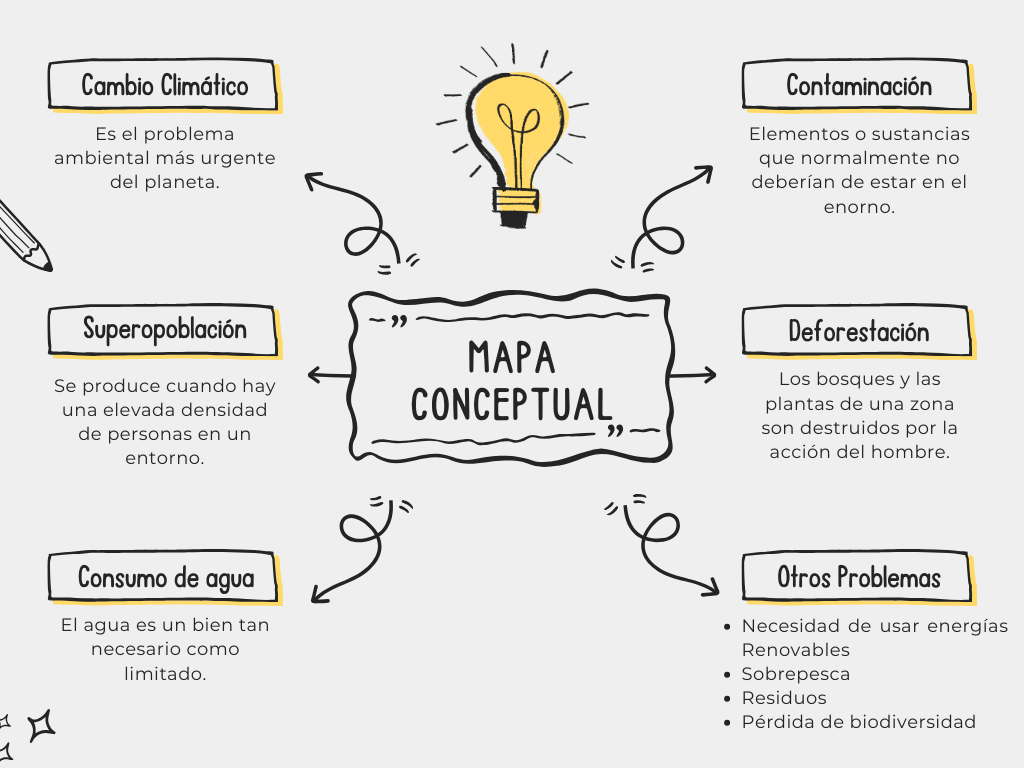 Cambio Climático
Es el problema
ambiental más urgente
del planeta.
Contaminación
Elementos o sustancias
que normalmente no
deberían de estar en el
enorno.
Superopoblación
Se produce cuando hay
una elevada densidad
de personas en un
entorno.
MAPA
CONCEPTUAL
Deforestación
Los bosques y las
plantas de una zona
son destruidos por la
acción del hombre.
Consumo de agua
El agua es un bien tan
necesario como
limitado.
Otros Problemas
• Necesidad de usar energías
Renovables
• Sobrepesca
• Residuos
• Pérdida de biodiversidad